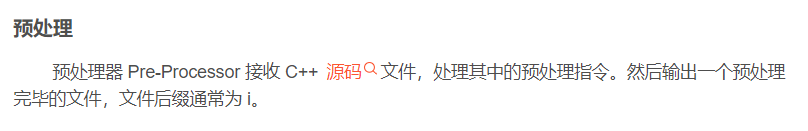 预处理
预处理器 Pre-Processor 接收 C++ 源码文件，处理其中的预处理指令。然后输出一个预处理
完毕的文件，文件后缀通常为 i。